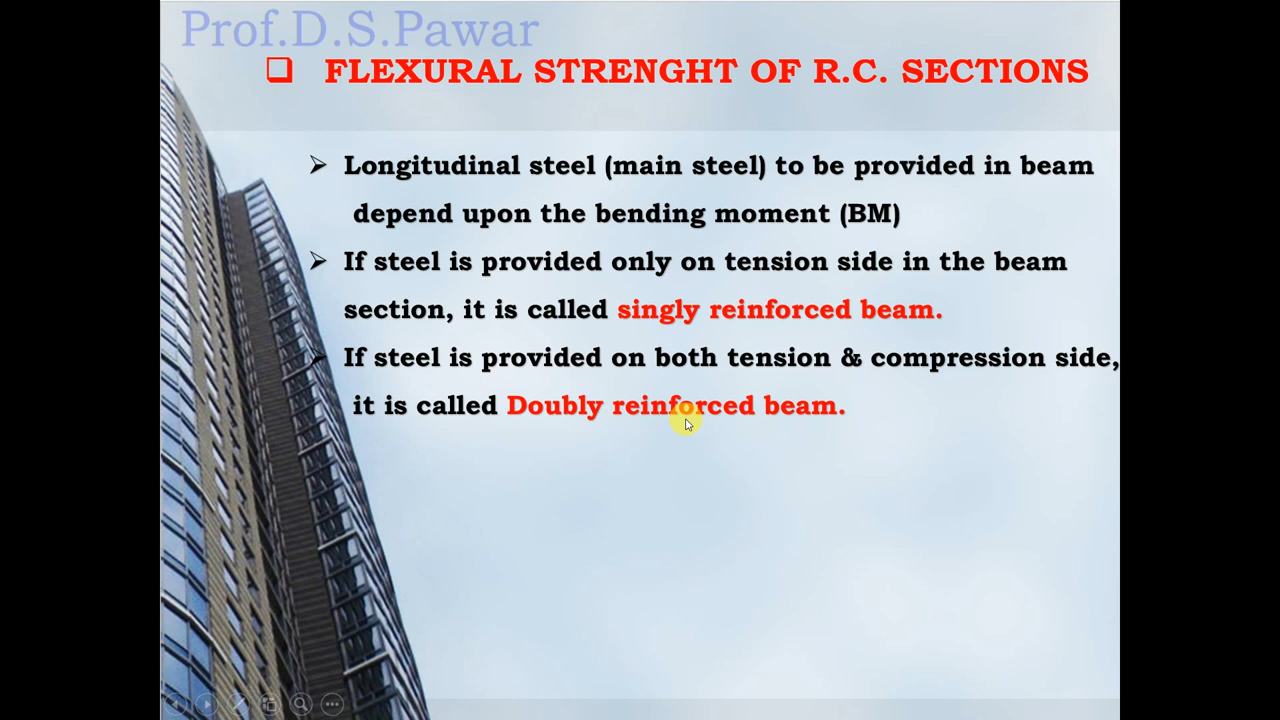 Prof.D.S.Pawar
FLEXURAL STRENGHT OF R.C. SECTIONS
Longitudinal steel (main steel) to be provided in beam
depend upon the bending moment (BM)
If steel is provided only on tension side in the beam
section, it is called singly reinforced beam.
If steel is provided on both tension & compression side,
it is called Doubly reinforced beam.